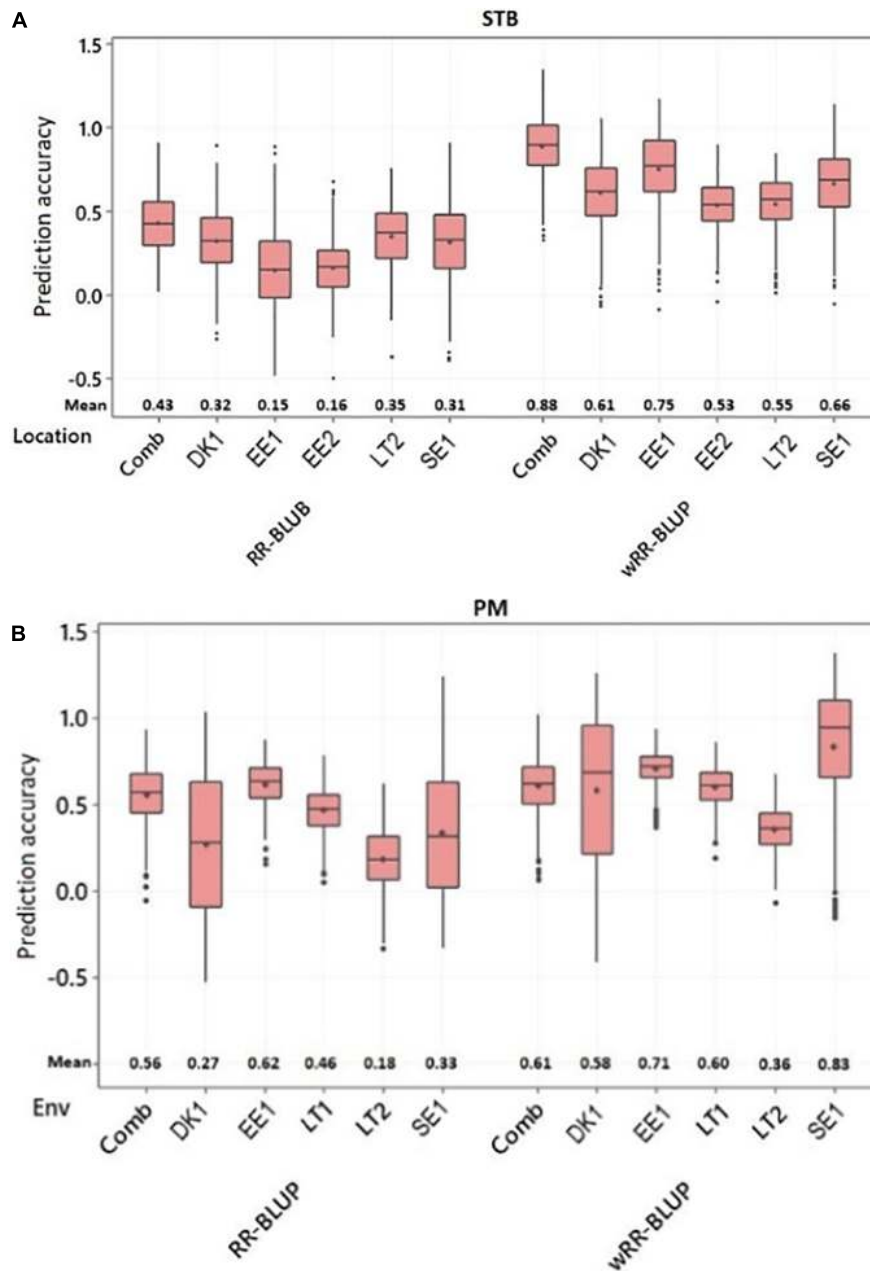 A
STB
Prediction accuracy
1.5
1.0
0.5
0.0
-0.5
Mean 0.43 0.32 0.15 0.16 0.35 0.31 0.88 0.61 0.75 0.53 0.55 0.66
Location Comb DK1 EE1 EE2 LT2 SE1 Comb DK1 EE1 EE2 LT2 SE1
RR-BLUB wRR-BLUP
B
PM
Prediction accuracy
1.5
1.0
0.5
0.0
-0.5
Mean 0.56 0.27 0.62 0.46 0.18 0.33 0.61 0.58 0.71 0.60 0.36 0.83
Env Comb DK1 EE1 LT1 LT2 SE1 Comb DK1 EE1 LT1 LT2 SE1
RR-BLUP wRR-BLUP